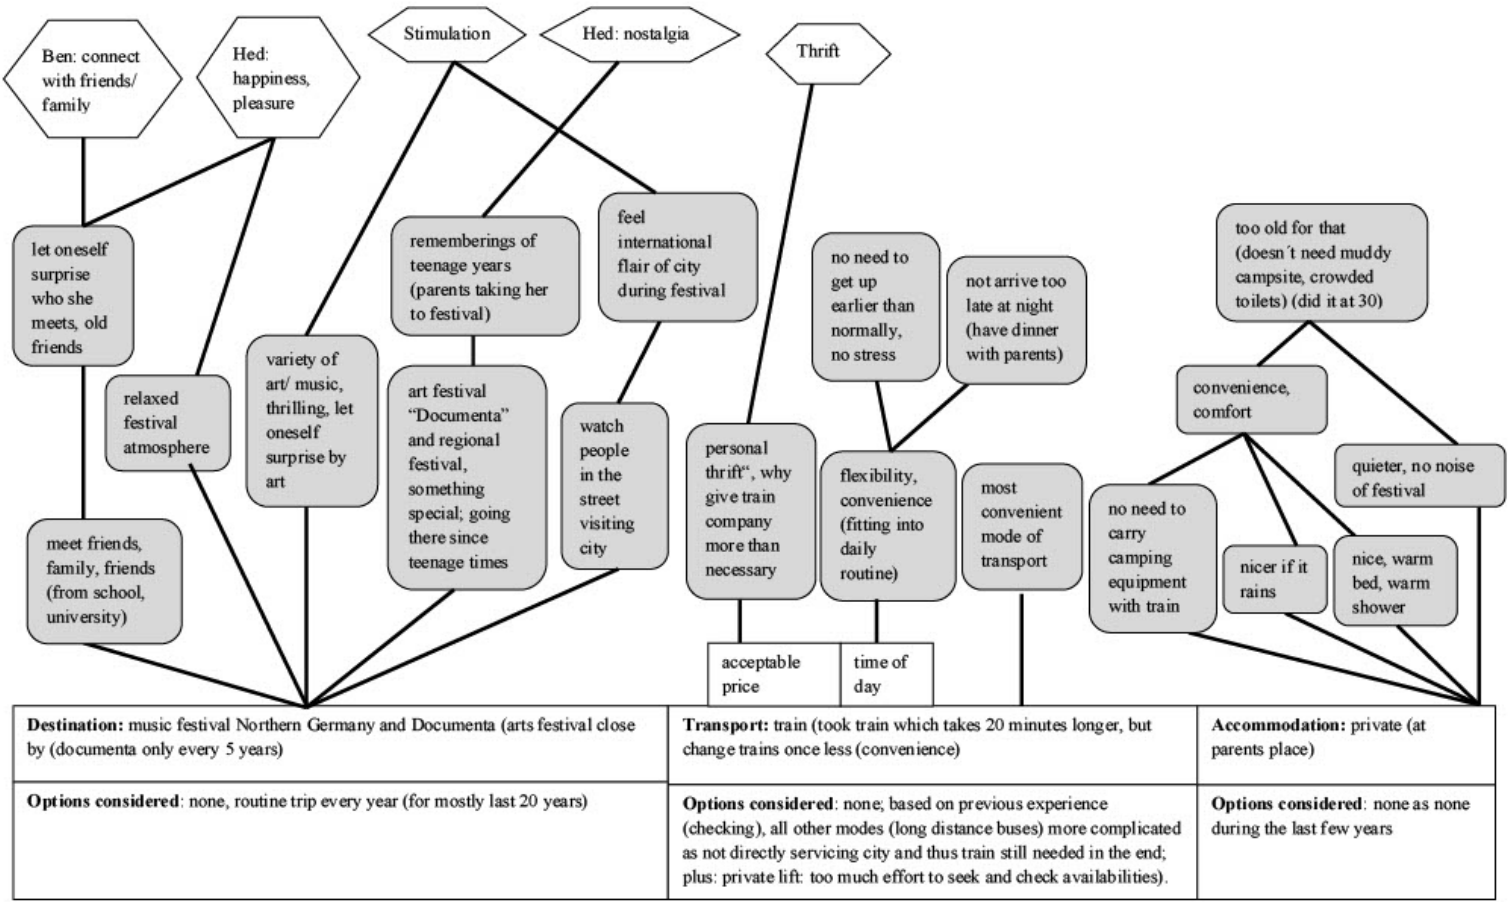 Ben: connect
with friends/
family
Hed:
happiness,
pleasure
Stimulation
Hed: nostalgia
Thrift
let oneself
surprise
who she
meets, old
friends
relaxed
festival
atmosphere
meet friends,
family, friends
(from school,
university)
variety of
art/ music,
thrilling, let
oneself
surprise by
art
rememberings of
teenage years
(parents taking her
to festival)
art festival
“Documenta”
and regional
festival,
something
special; going
there since
teenage times
feel
international
flair of city
during festival
watch
people
in the
street
visiting
city
personal
thrift“, why
give train
company
more than
necessary
no need to
get up
earlier than
normally,
no stress
not arrive too
late at night
(have dinner
with parents)
flexibility,
convenience
(fitting into
daily
routine)
most
convenient
mode of
transport
too old for that
(doesn´t need muddy
campsite, crowded
toilets) (did it at 30)
convenience,
comfort
quieter, no noise
of festival
no need to
carry
camping
equipment
with train
nicer if it
rains
nice, warm
bed, warm
shower
acceptable
price
time of
day
Destination: music festival Northern Germany and Documenta (arts festival close
by (documenta only every 5 years)
Transport: train (took train which takes 20 minutes longer, but
change trains once less (convenience)
Accommodation: private (at
parents place)
Options considered: none, routine trip every year (for mostly last 20 years)
Options considered: none; based on previous experience
(checking), all other modes (long distance buses) more complicated
as not directly servicing city and thus train still needed in the end;
plus: private lift: too much effort to seek and check availabilities).
Options considered: none as none
during the last few years